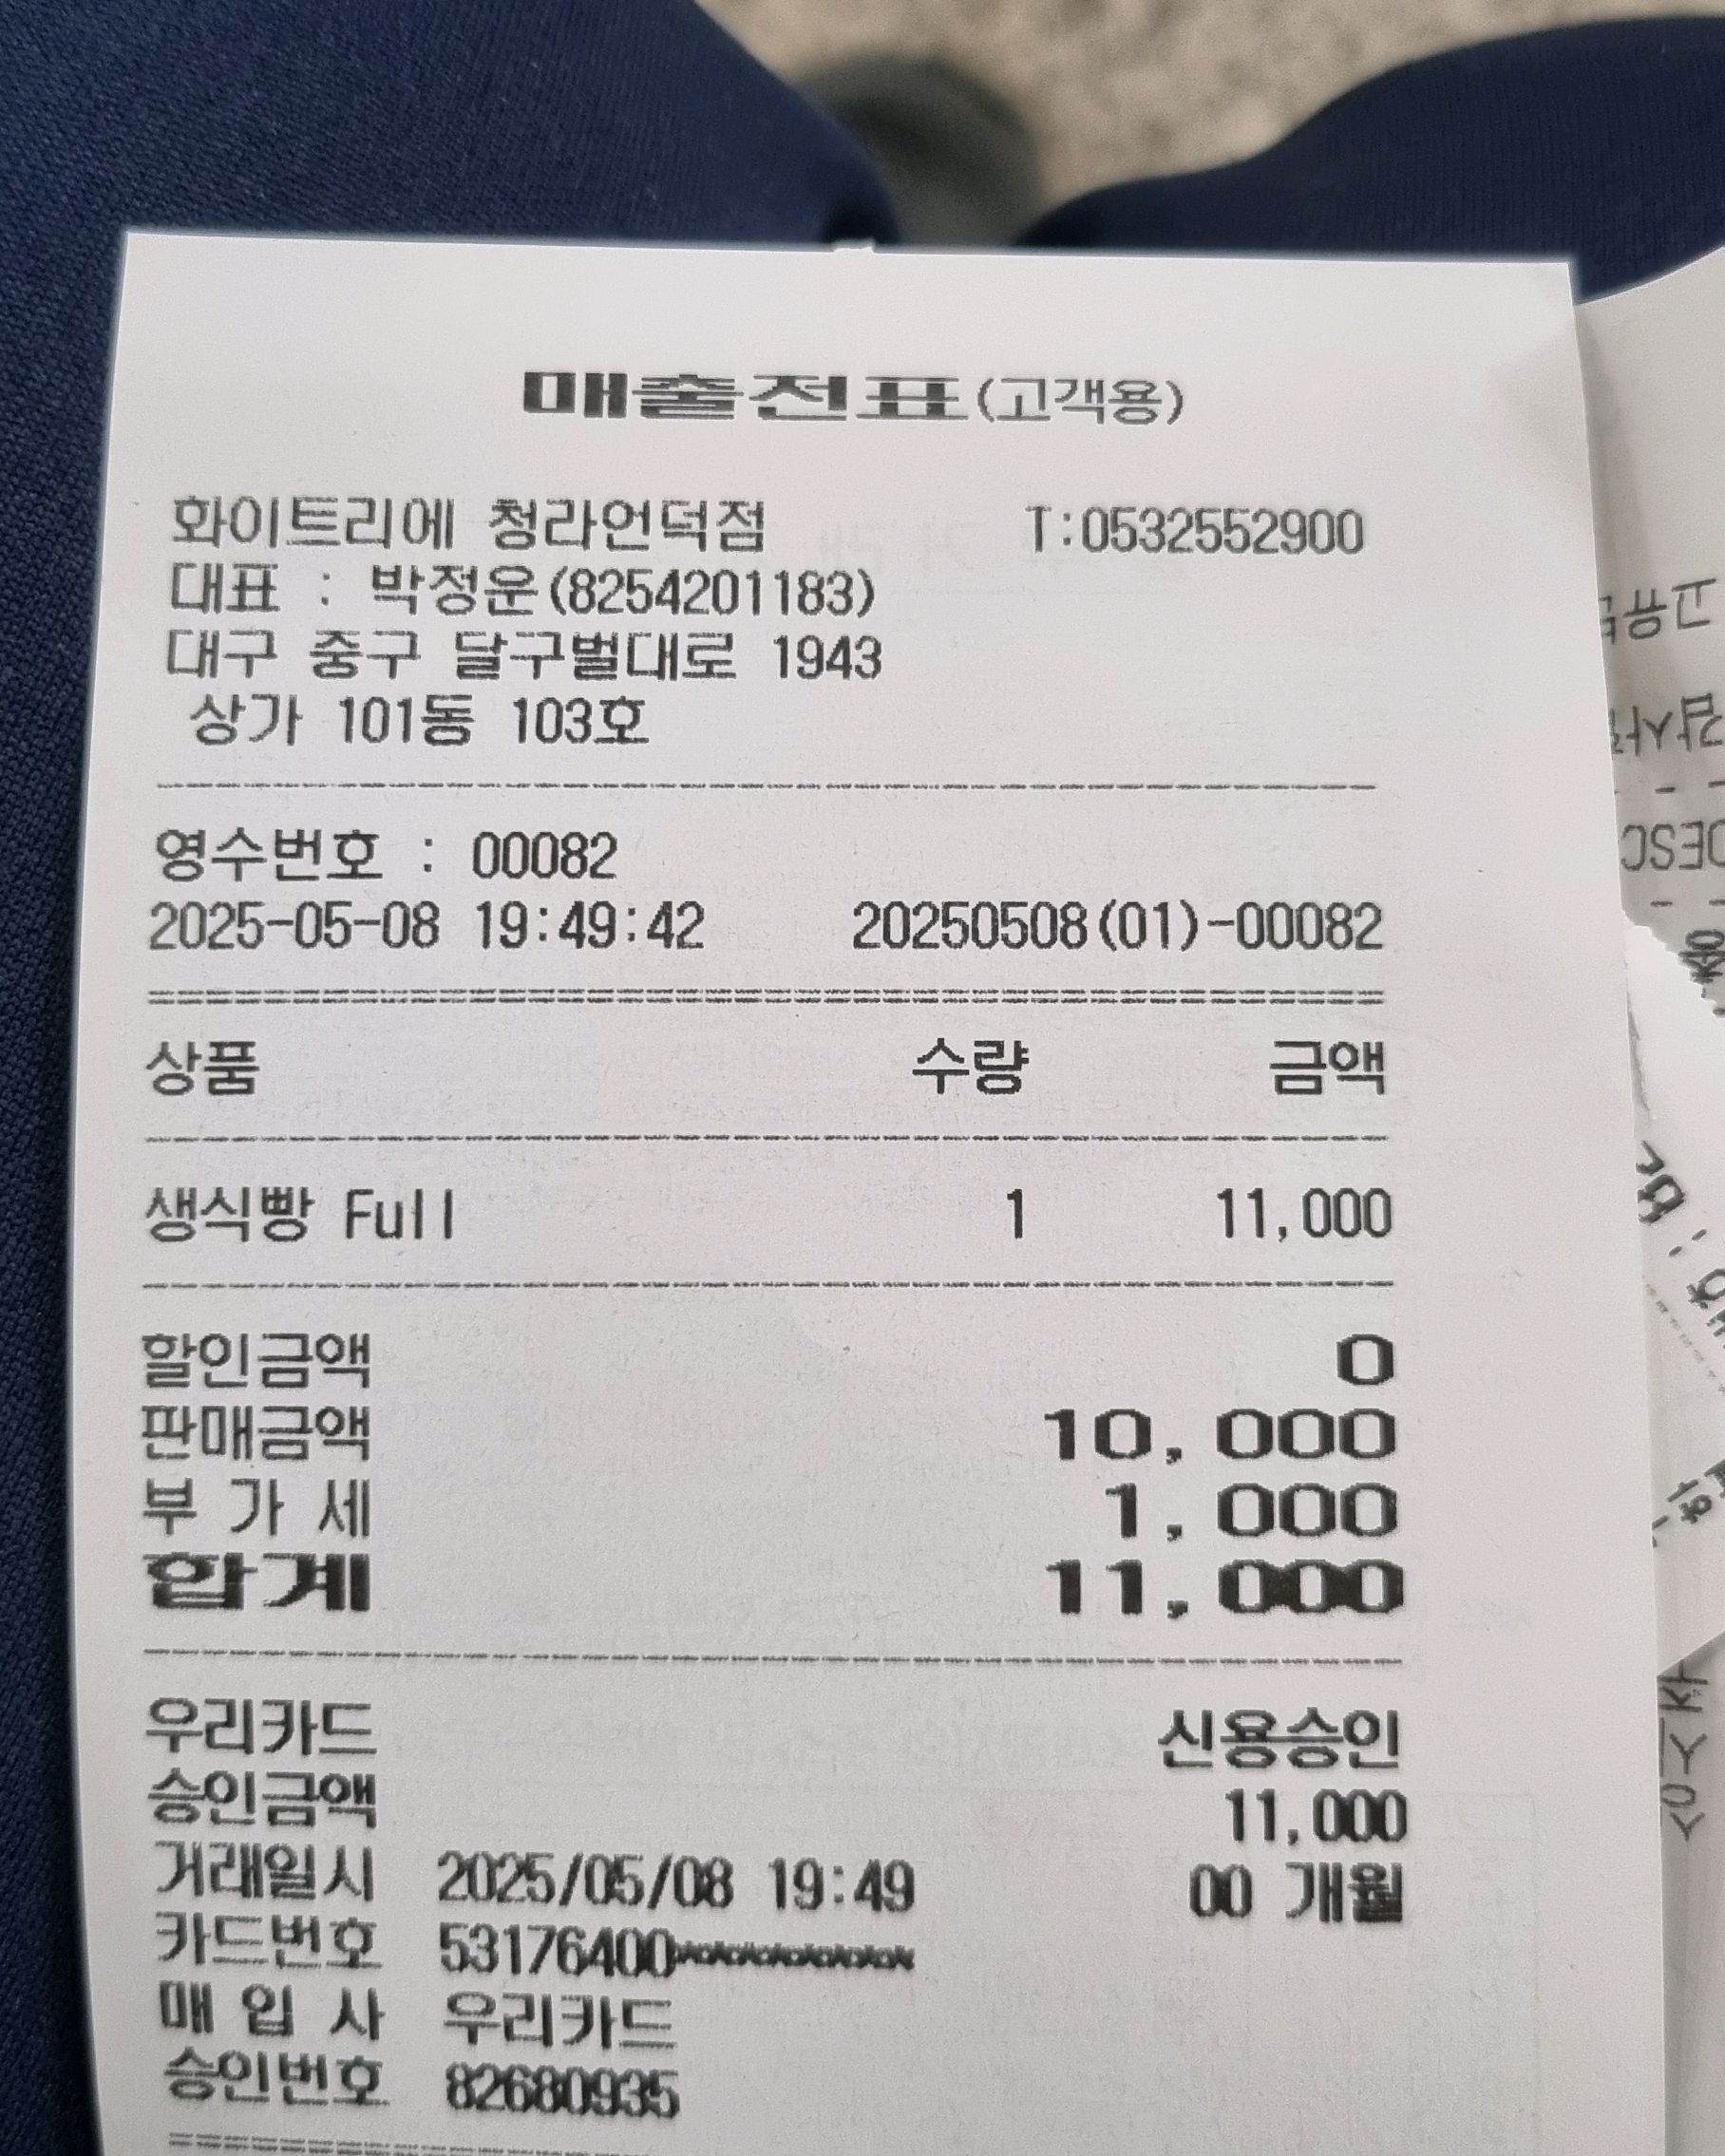 매출전표(고객용)
화이트리에 청라언덕점 T:0532552900
대표 : 박정운(8254201183)
대구 중구 달구벌대로 1943
상가 101동 103호
영수번호 : 00082
2025-05-08 19:49:42 20250508(01)-00082
상품 수량 금액
생식빵 Full 1 11,000
할인금액 0
판매금액 10,000
부 가 세 1,000
합계 11,000
우리카드 신용승인
승인금액 11,000
거래일시 2025/05/08 19:49 00 개월
카드번호 53176400********
매 입 사 우리카드
승인번호 82680935